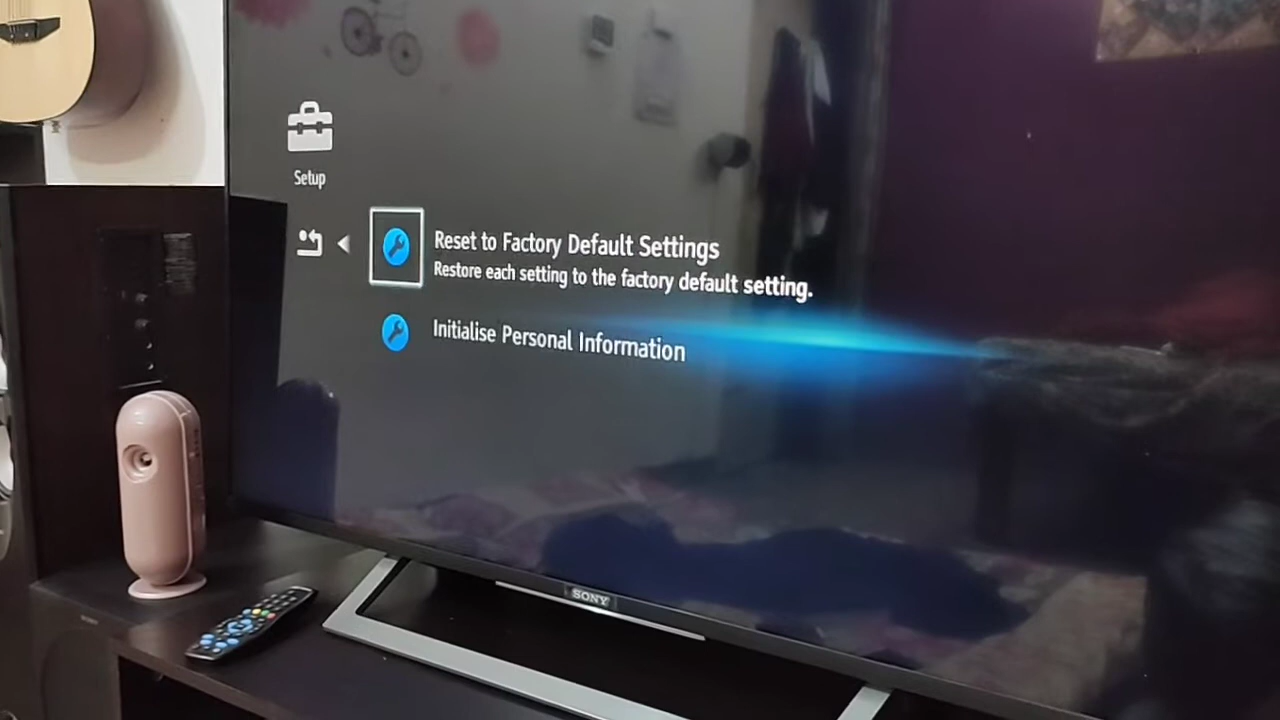 Setup
Reset to Factory Default Settings
Restore each setting to the factory default setting.
Initialise Personal Information
SONY